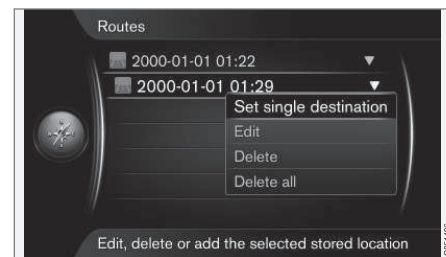 Routes
2000-01-01 01:22
2000-01-01 01:29
Set single destination
Edit
Delete
Delete all
Edit, delete or add the selected stored location